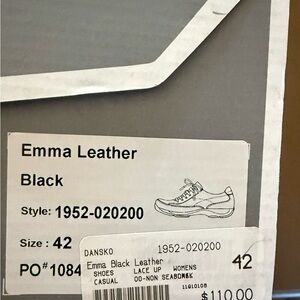 Emma Leather
Black
Style: 1952-020200
Size : 42
PO#1084
DANSKO 1952-020200
Emma Black Leather 42
SHOES LACE UP WOMENS
CASUAL 00-NON
11010108
$110.00